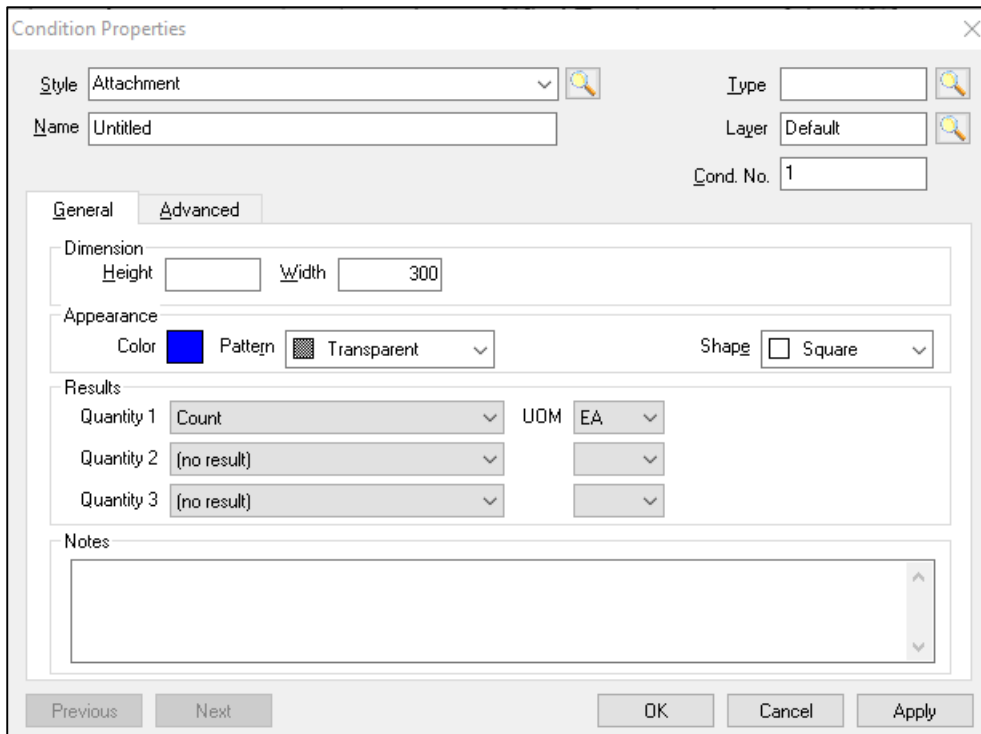 Condition Properties
Style Attachment Type
Name Untitled Layer Default
Cond. No. 1
General Advanced
Dimension
Height Width 300
Appearance
Color Pattern Transparent Shape Square
Results
Quantity 1 Count UOM EA
Quantity 2 (no result)
Quantity 3 (no result)
Notes
Previous Next OK Cancel Apply